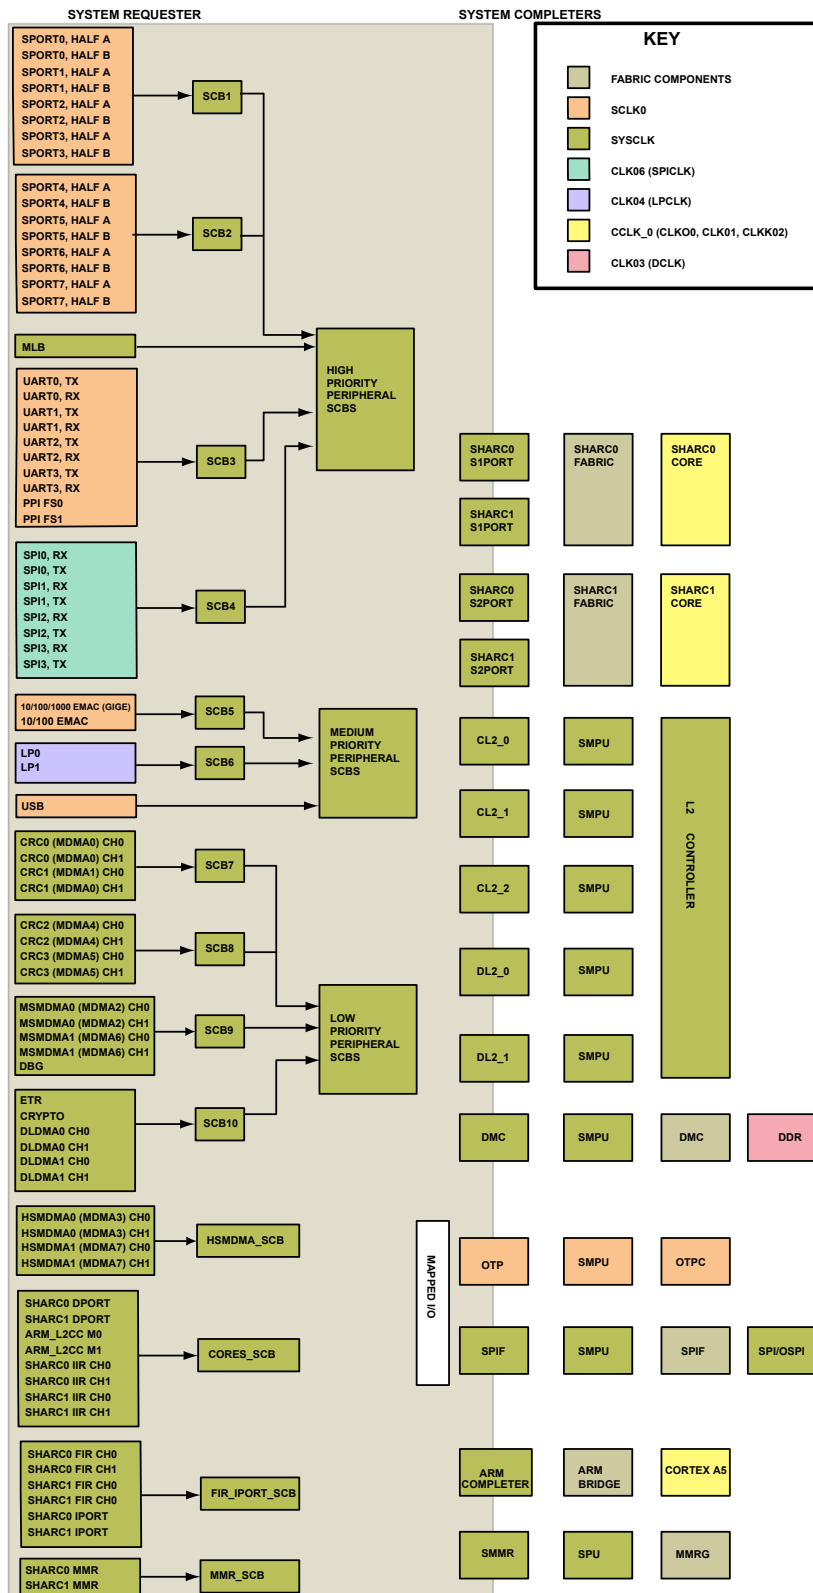 SYSTEM REQUESTER
SYSTEM COMPLETERS
KEY
FABRIC COMPONENTS
SCLK0
SYSCLK
CLK06 (SPICLK)
CLK04 (LPCLK)
CCLK_0 (CLKO0, CLK01, CLKK02)
CLK03 (DCLK)
SPORT0, HALF A
SPORT0, HALF B
SPORT1, HALF A
SPORT1, HALF B
SPORT2, HALF A
SPORT2, HALF B
SPORT3, HALF A
SPORT3, HALF B
SCB1
SPORT4, HALF A
SPORT4, HALF B
SPORT5, HALF A
SPORT5, HALF B
SPORT6, HALF A
SPORT6, HALF B
SPORT7, HALF A
SPORT7, HALF B
SCB2
MLB
HIGH
PRIORITY
PERIPHERAL
SCBS
UART0, TX
UART0, RX
UART1, TX
UART1, RX
UART2, TX
UART2, RX
UART3, TX
UART3, RX
PPI FS0
PPI FS1
SCB3
SPI0, RX
SPI0, TX
SPI1, RX
SPI1, TX
SPI2, RX
SPI2, TX
SPI3, RX
SPI3, TX
SCB4
10/100/1000 EMAC (GIGE)
10/100 EMAC
SCB5
LP0
LP1
SCB6
USB
MEDIUM
PRIORITY
PERIPHERAL
SCBS
CRC0 (MDMA0) CH0
CRC0 (MDMA0) CH1
CRC1 (MDMA1) CH0
CRC1 (MDMA0) CH1
SCB7
CRC2 (MDMA4) CH0
CRC2 (MDMA4) CH1
CRC3 (MDMA5) CH0
CRC3 (MDMA5) CH1
SCB8
MSMDMA0 (MDMA2) CH0
MSMDMA0 (MDMA2) CH1
MSMDMA1 (MDMA6) CH0
MSMDMA1 (MDMA6) CH1
DBG
SCB9
LOW
PRIORITY
PERIPHERAL
SCBS
ETR
CRYPTO
DLDMA0 CH0
DLDMA0 CH1
DLDMA1 CH0
DLDMA1 CH1
SCB10
HSMDMA0 (MDMA3) CH0
HSMDMA0 (MDMA3) CH1
HSMDMA1 (MDMA7) CH0
HSMDMA1 (MDMA7) CH1
HSMDMA_SCB
SHARC0 DPORT
SHARC1 DPORT
ARM_L2CC M0
ARM_L2CC M1
SHARC0 IIR CH0
SHARC0 IIR CH1
SHARC1 IIR CH0
SHARC1 IIR CH1
CORES_SCB
SHARC0 FIR CH0
SHARC0 FIR CH1
SHARC1 FIR CH0
SHARC1 FIR CH0
SHARC0 IPORT
SHARC1 IPORT
FIR_IPORT_SCB
SHARC0 MMR
SHARC1 MMR
MMR_SCB
MAPPED I/O
SHARC0
S1PORT
SHARC0
FABRIC
SHARC0
CORE
SHARC1
S1PORT
SHARC0
S2PORT
SHARC1
FABRIC
SHARC1
CORE
SHARC1
S2PORT
CL2_0
SMPU
L2 CONTROLLER
CL2_1
SMPU
CL2_2
SMPU
DL2_0
SMPU
DL2_1
SMPU
DMC
SMPU
DMC
DDR
OTP
SMPU
OTPC
SPIF
SMPU
SPIF
SPI/OSPI
ARM
COMPLETER
ARM
BRIDGE
CORTEX A5
SMMR
SPU
MMRG